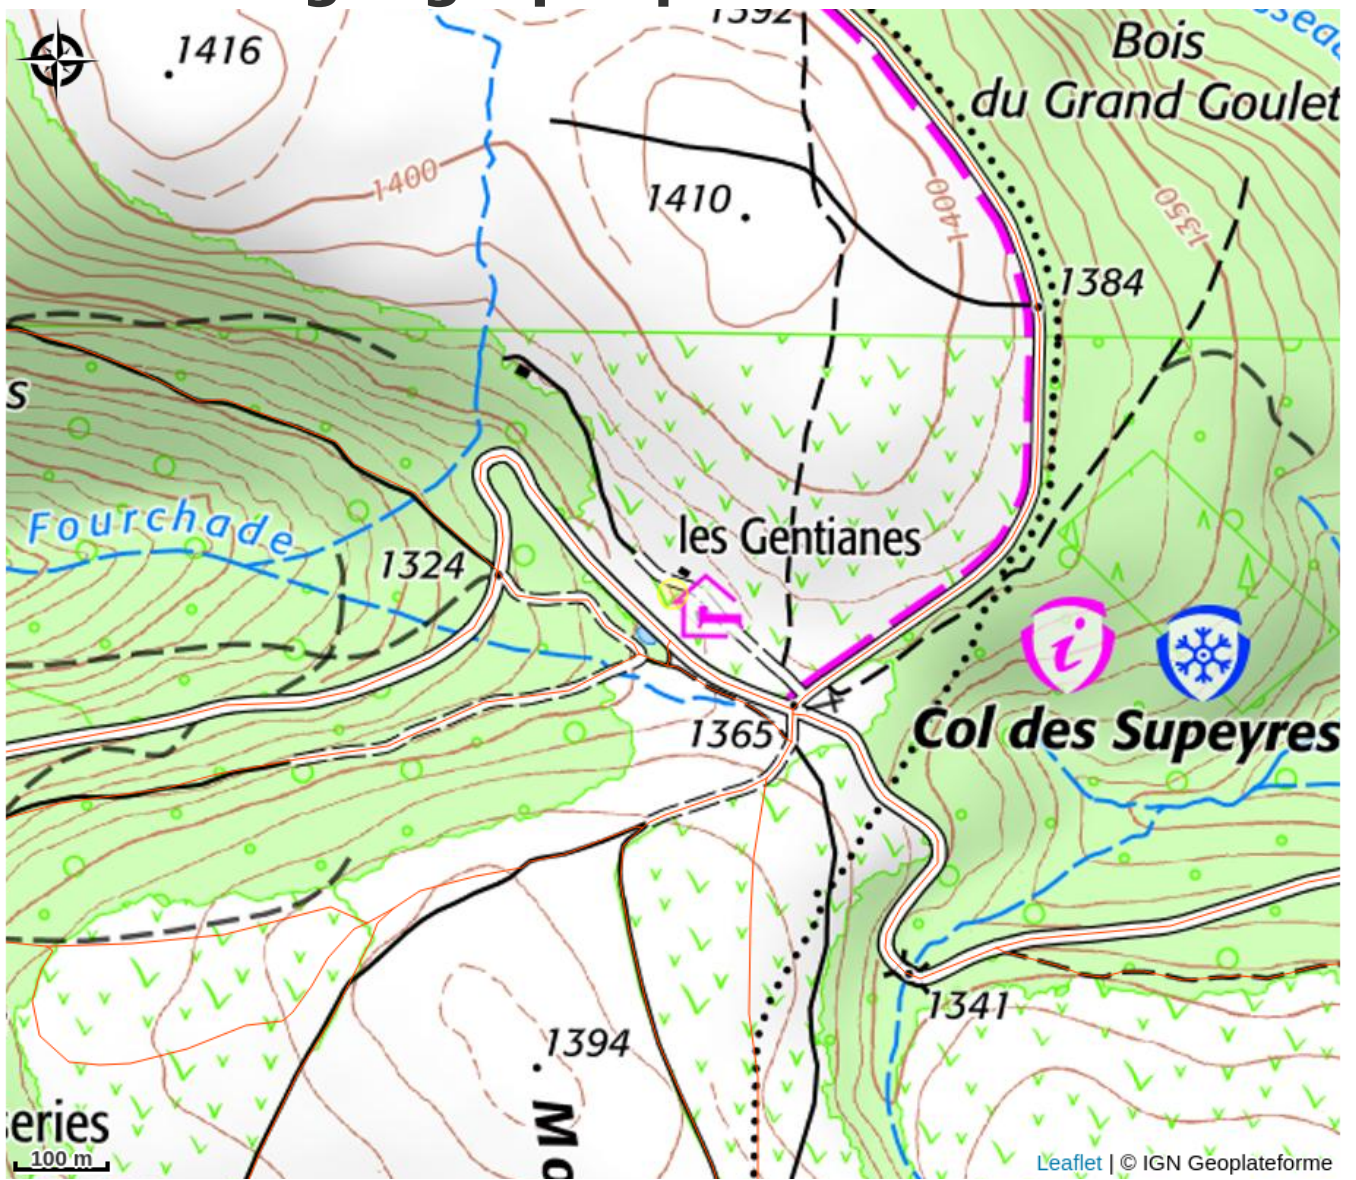 1392
1416
Bois
du Grand Goulet
1400
1410
1400
1350
1384
s
Fourchade
les Gentianes
1324
i
Col des Supeyres
1365
1341
1394
Mo
eries
100 m
Leaflet | © IGN Geoplateforme